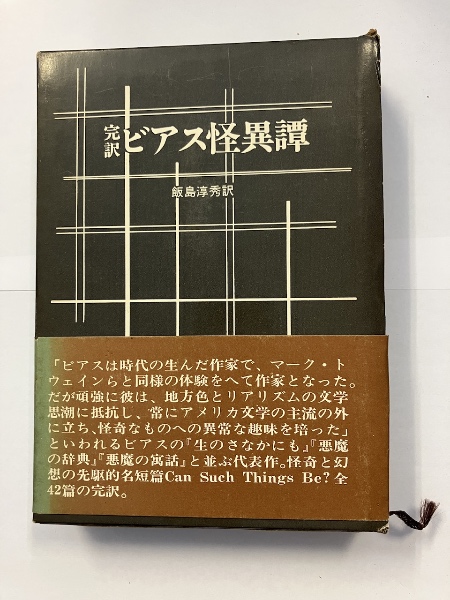 完訳ビアス怪異譚
飯島淳秀訳
「ビアスは時代の生んだ作家で、マーク・ト
ウェインらと同様の体験をへて作家となった。
だが頑強に彼は、地方色とリアリズムの文学
思潮に抵抗し、常にアメリカ文学の主流の外
に立ち、怪奇なものへの異常な趣味を培った」
といわれるビアスの『生のさなかにも』『悪魔
の辞典』『悪魔の寓話』と並ぶ代表作。怪奇と幻
想の先駆的名短篇Can Such Things Be?全
42篇の完訳。